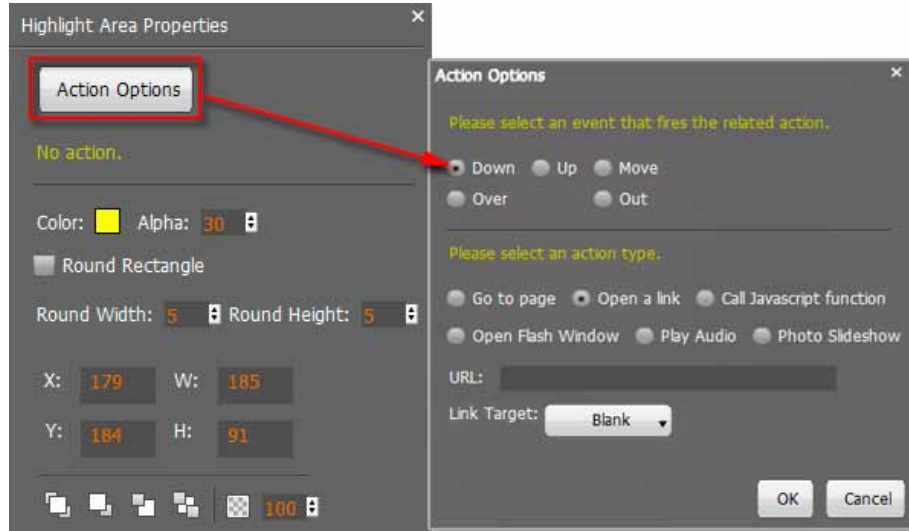 Highlight Area Properties
Action Options
No action.
Color: Alpha: 30
Round Rectangle
Round Width: 5 Round Height: 5
X: 179 W: 185
Y: 184 H: 91
100
Action Options
Please select an event that fires the related action.
Down Up Move
Over Out
Please select an action type.
Go to page Open a link Call Javascript function
Open Flash Window Play Audio Photo Slideshow
URL:
Link Target: Blank
OK Cancel